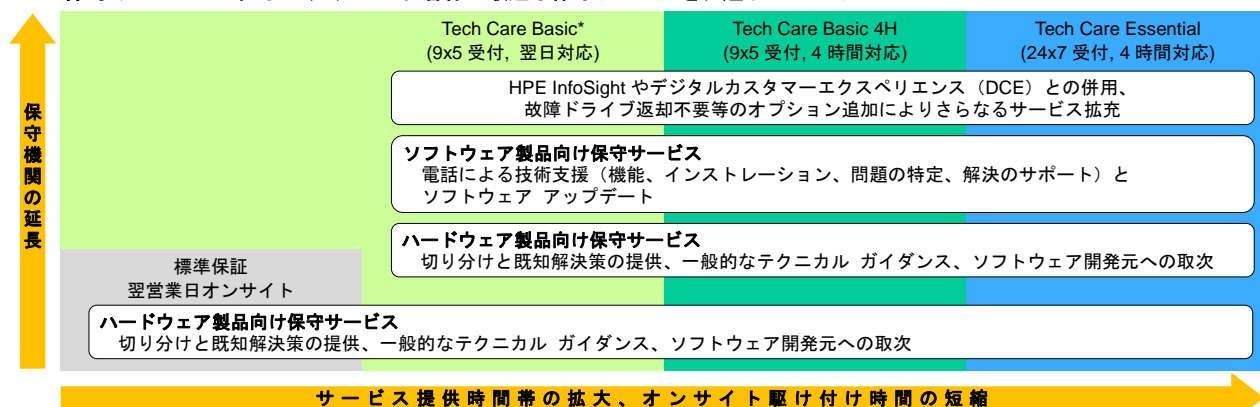 Tech Care Basic*
(9x5 受付, 翌日対応)
Tech Care Basic 4H
(9x5 受付, 4 時間対応)
Tech Care Essential
(24x7 受付, 4 時間対応)
HPE InfoSight やデジタルカスタマーエクスペリエンス（DCE）との併用、
故障ドライブ返却不要等のオプション追加によりさらなるサービス拡充
ソフトウェア製品向け保守サービス
電話による技術支援（機能、インストレーション、問題の特定、解決のサポート）と
ソフトウェア アップデート
ハードウェア製品向け保守サービス
切り分けと既知解決策の提供、一般的なテクニカル ガイダンス、ソフトウェア開発元への取次
標準保証
翌営業日オンサイト
ハードウェア製品向け保守サービス
切り分けと既知解決策の提供、一般的なテクニカル ガイダンス、ソフトウェア開発元への取次
保守機関の延長
サービス提供時間帯の拡大、オンサイト駆け付け時間の短縮